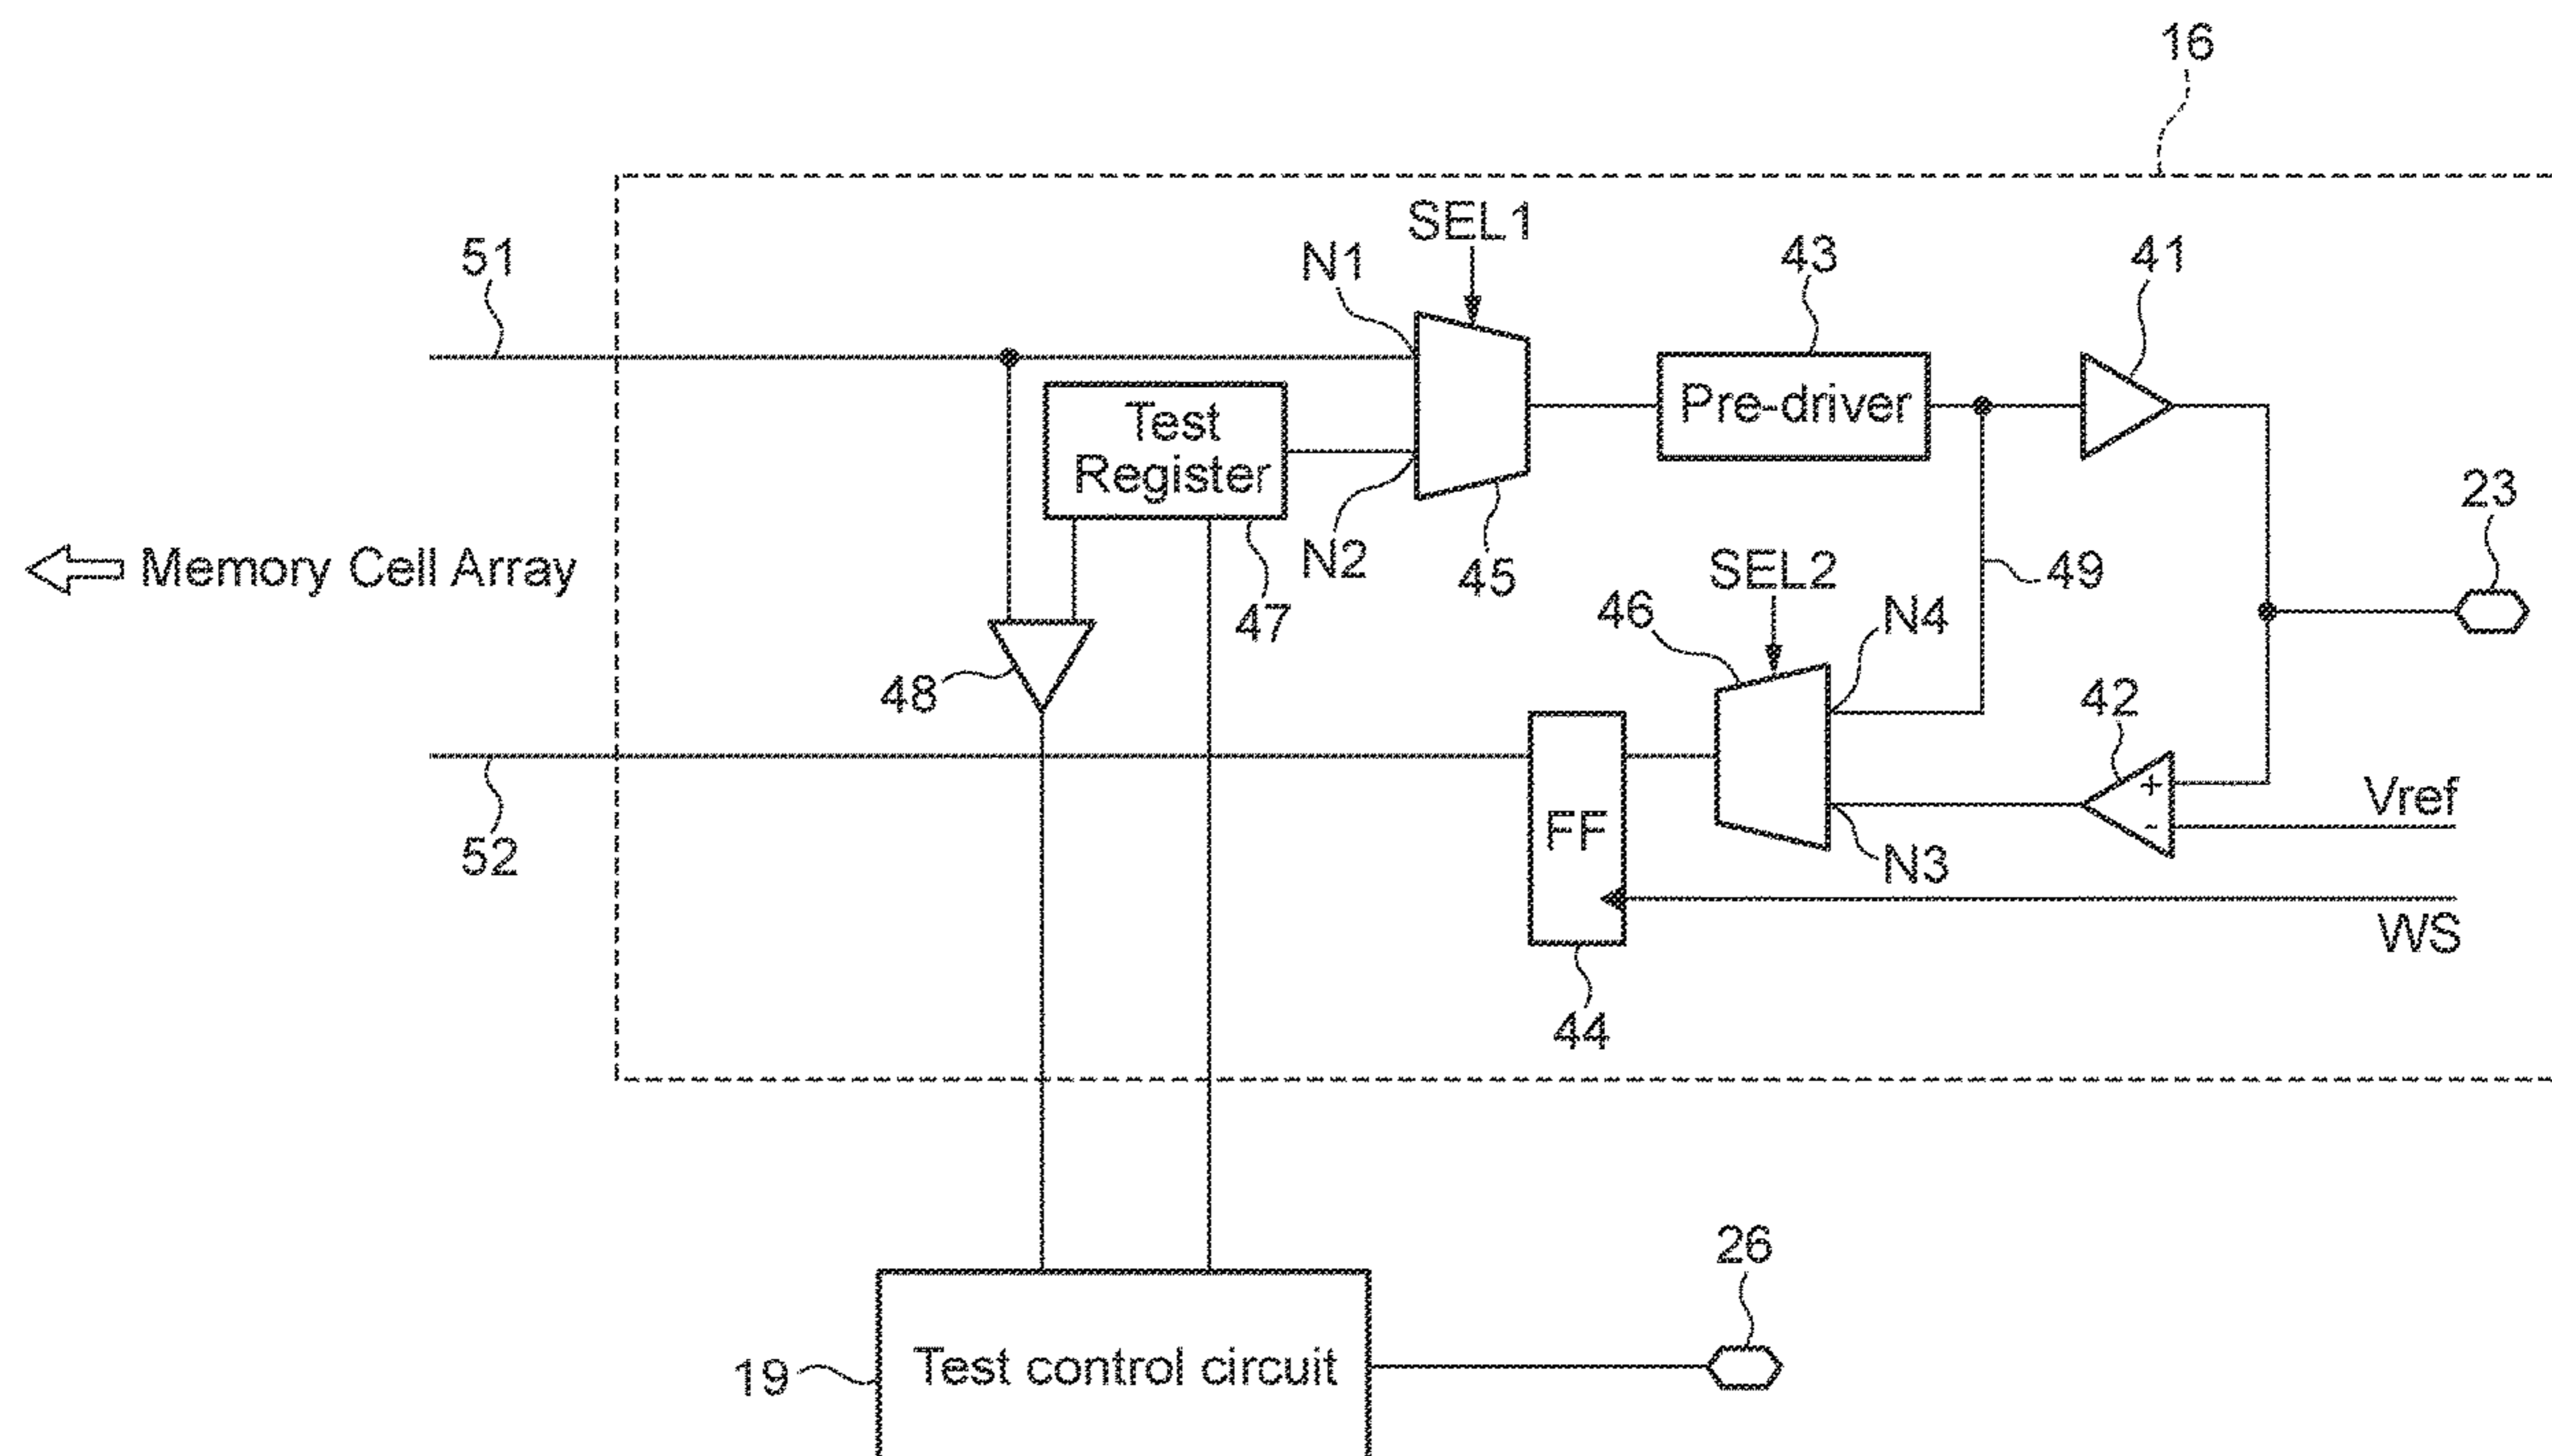 16
SEL1
51
N1
43
41
Pre-driver
Test
Register
23
Memory Cell Array
N2
45
SEL2
49
47
46
N4
48
42
+
-
Vref
FF
52
N3
WS
44
26
19
Test control circuit